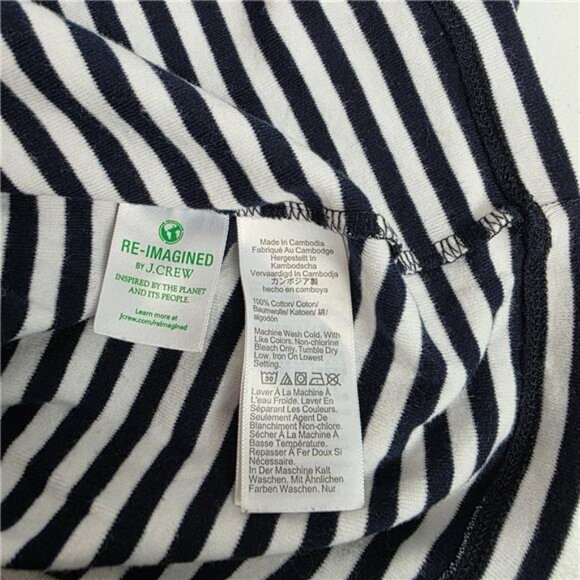 RE-IMAGINED
BY J.CREW
INSPIRED BY THE PLANET
AND ITS PEOPLE.
Learn more at
jcrew.com/reimagined
Made In Cambodia
Fabriqué Au Cambodge
Hergestellt In
Kambodscha
Vervaardigd In Cambodja
カンボジア製
hecho en camboya
100% Cotton/ Coton/
Baumwolle/ Katoen/ 綿/
algodón
Machine Wash Cold. With
Like Colors. Non-chlorine
Bleach Only. Tumble Dry
Low. Iron On Lowest
Setting.
30
Laver À La Machine À
L'eau Froide. Laver En
Séparant Les Couleurs.
Seulement Agent De
Blanchiment Non-chlore.
Sécher À La Machine À
Basse Température.
Repasser À Fer Doux Si
Nécessaire.
In Der Maschine Kalt
Waschen. Mit Ähnlichen
Farben Waschen. Nur